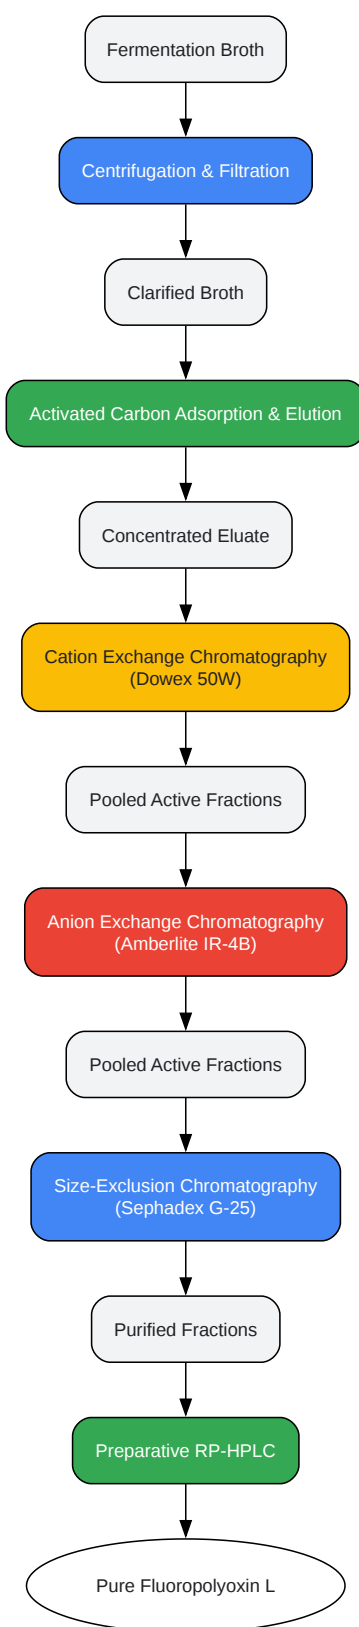 Fermentation Broth
Centrifugation & Filtration
Clarified Broth
Activated Carbon Adsorption & Elution
Concentrated Eluate
Cation Exchange Chromatography
(Dowex 50W)
Pooled Active Fractions
Anion Exchange Chromatography
(Amberlite IR-4B)
Pooled Active Fractions
Size-Exclusion Chromatography
(Sephadex G-25)
Purified Fractions
Preparative RP-HPLC
Pure Fluoropolyoxin L